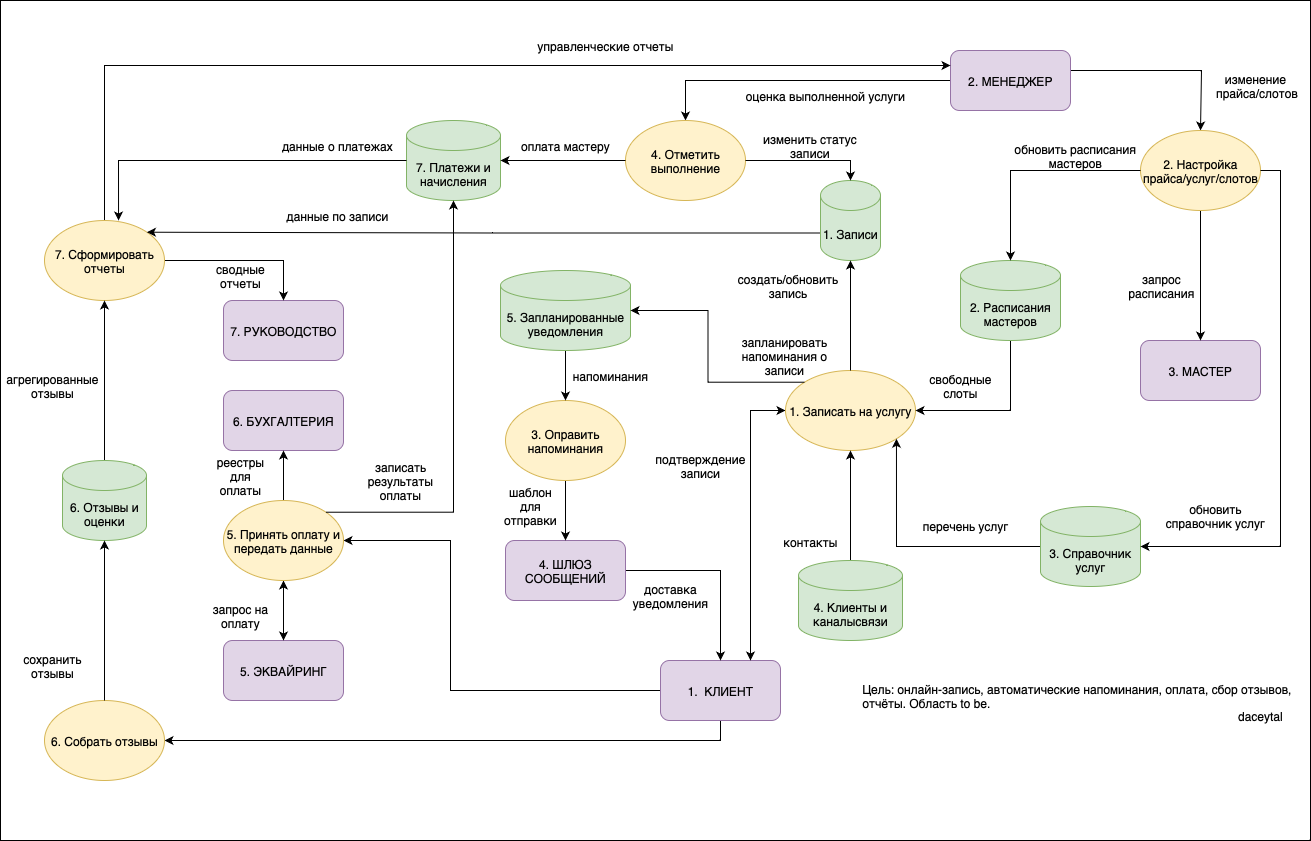 управленческие отчеты
2. МЕНЕДЖЕР
изменение
прайса/слотов
оценка выполненной услуги
данные о платежах
7. Платежи и
начисления
оплата мастеру
4. Отметить
выполнение
изменить статус
записи
обновить расписания
мастеров
2. Настройка
прайса/услуг/слотов
данные по записи
1. Записи
7. Сформировать
отчеты
сводные
отчеты
7. РУКОВОДСТВО
5. Запланированные
уведомления
создать/обновить
запись
2. Расписания
мастеров
запрос
расписания
3. МАСТЕР
запланировать
напоминания о
записи
напоминания
агрегированные
отзывы
свободные
слоты
6. БУХГАЛТЕРИЯ
3. Оправить
напоминания
1. Записать на услугу
реестры
для
оплаты
записать
результаты
оплаты
подтверждение
записи
шаблон
для
отправки
6. Отзывы и
оценки
5. Принять оплату и
передать данные
перечень услуг
обновить
справочник услуг
контакты
3. Справочник
услуг
4. ШЛЮЗ
СООБЩЕНИЙ
доставка
уведомления
4. Клиенты и
каналысвязи
запрос на
оплату
5. ЭКВАЙРИНГ
сохранить
отзывы
1. КЛИЕНТ
Цель: онлайн-запись, автоматические напоминания, оплата, сбор отзывов,
отчёты. Область to be.
daceytal
6. Собрать отзывы